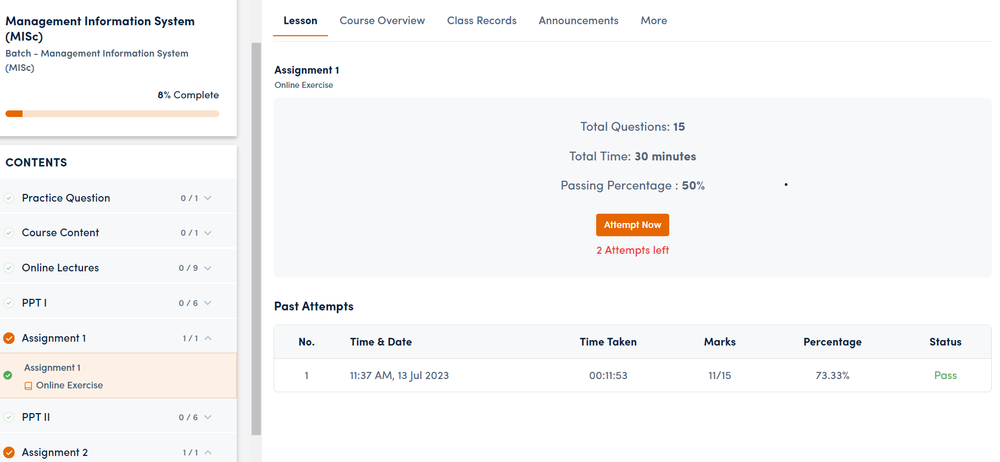 Management Information System
(MISc)
Batch - Management Information System
(MISc)
8% Complete
CONTENTS
Practice Question 0 / 1
Course Content 0 / 1
Online Lectures 0 / 9
PPT I 0 / 6
Assignment 1 1 / 1
Assignment 1
Online Exercise
PPT II 0 / 6
Assignment 2 1 / 1
Lesson Course Overview Class Records Announcements More
Assignment 1
Online Exercise
Total Questions: 15
Total Time: 30 minutes
Passing Percentage : 50%
Attempt Now
2 Attempts left
Past Attempts
No. Time & Date Time Taken Marks Percentage Status
1 11:37 AM, 13 Jul 2023 00:11:53 11/15 73.33% Pass